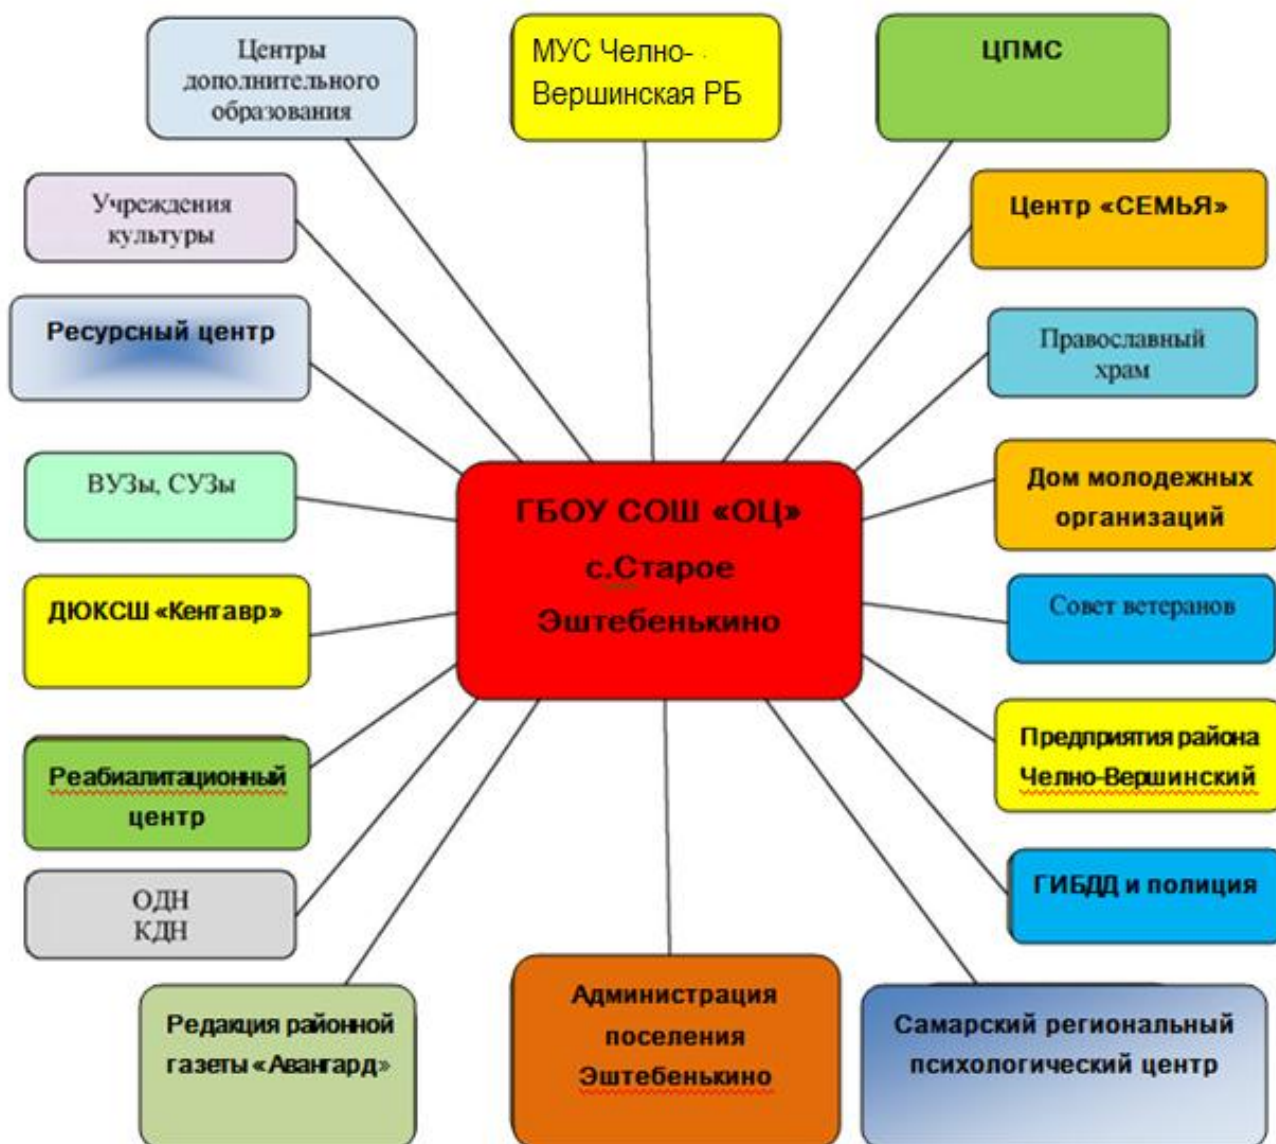 Центры
дополнительного
образования
МУС Челно-
Вершинская РБ
ЦПМС
Учреждения
культуры
Центр «СЕМЬЯ»
Ресурсный центр
Православный
храм
ВУЗы, СУЗы
Дом молодежных
организаций
ГБОУ СОШ «ОЦ»
с.Старое
Эштебенькино
ДЮКСШ «Кентавр»
Совет ветеранов
Реабиалитационный
центр
Предприятия района
Челно-Вершинский
ОДН
КДН
ГИБДД и полиция
Редакция районной
газеты «Авангард»
Администрация
поселения
Эштебенькино
Самарский региональный
психологический центр